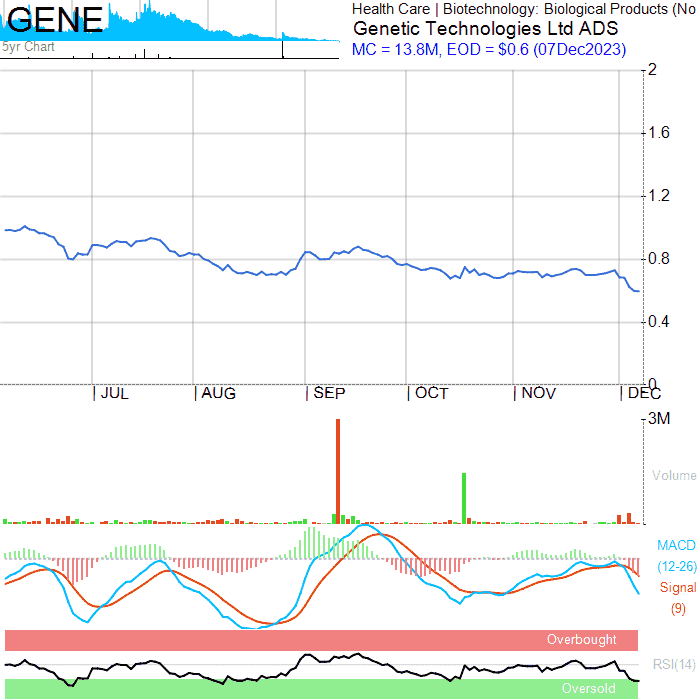 GENE
5yr Chart
Health Care | Biotechnology: Biological Products (No
Genetic Technologies Ltd ADS
MC = 13.8M, EOD = $0.6 (07Dec2023)
2
1.6
1.2
0.8
0.4
0
JUL AUG SEP OCT NOV DEC
3M
Volume
MACD
(12-26)
Signal
(9)
Overbought
RSI(14)
Oversold